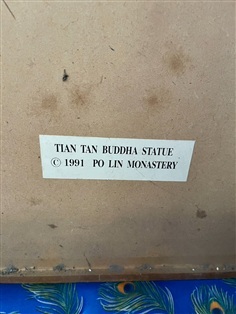 TIAN TAN BUDDHA STATUE
© 1991 PO LIN MONASTERY